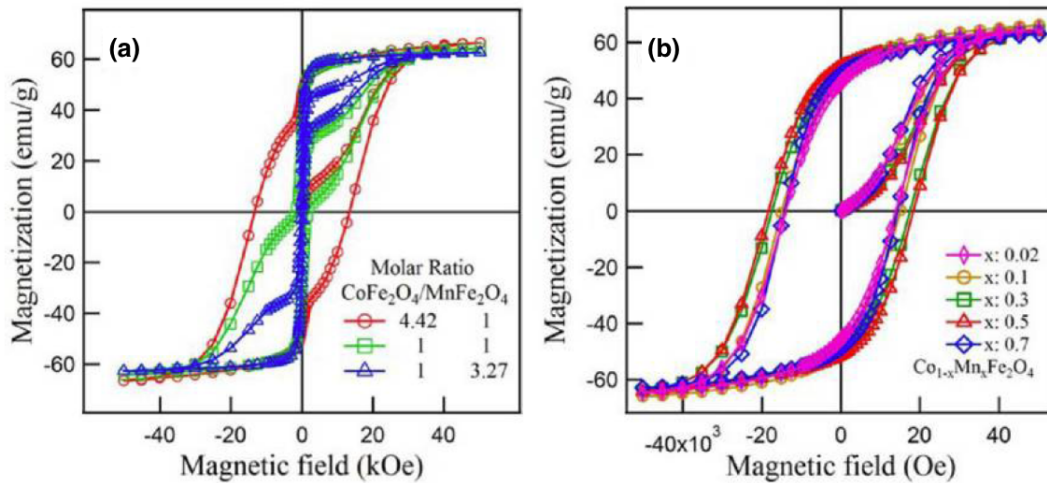 (a)
Magnetization (emu/g)
60
40
20
0
-20
-40
-60
Molar Ratio
CoFe₂O₄/MnFe₂O₄
4.42 1
1 1
1 3.27
-40 -20 0 20 40
Magnetic field (kOe)
(b)
Magnetization (emu/g)
60
40
20
0
-20
-40
-60
x: 0.02
x: 0.1
x: 0.3
x: 0.5
x: 0.7
Co₁₋ₓMnₓFe₂O₄
-40x10³ -20 0 20 40
Magnetic field (Oe)